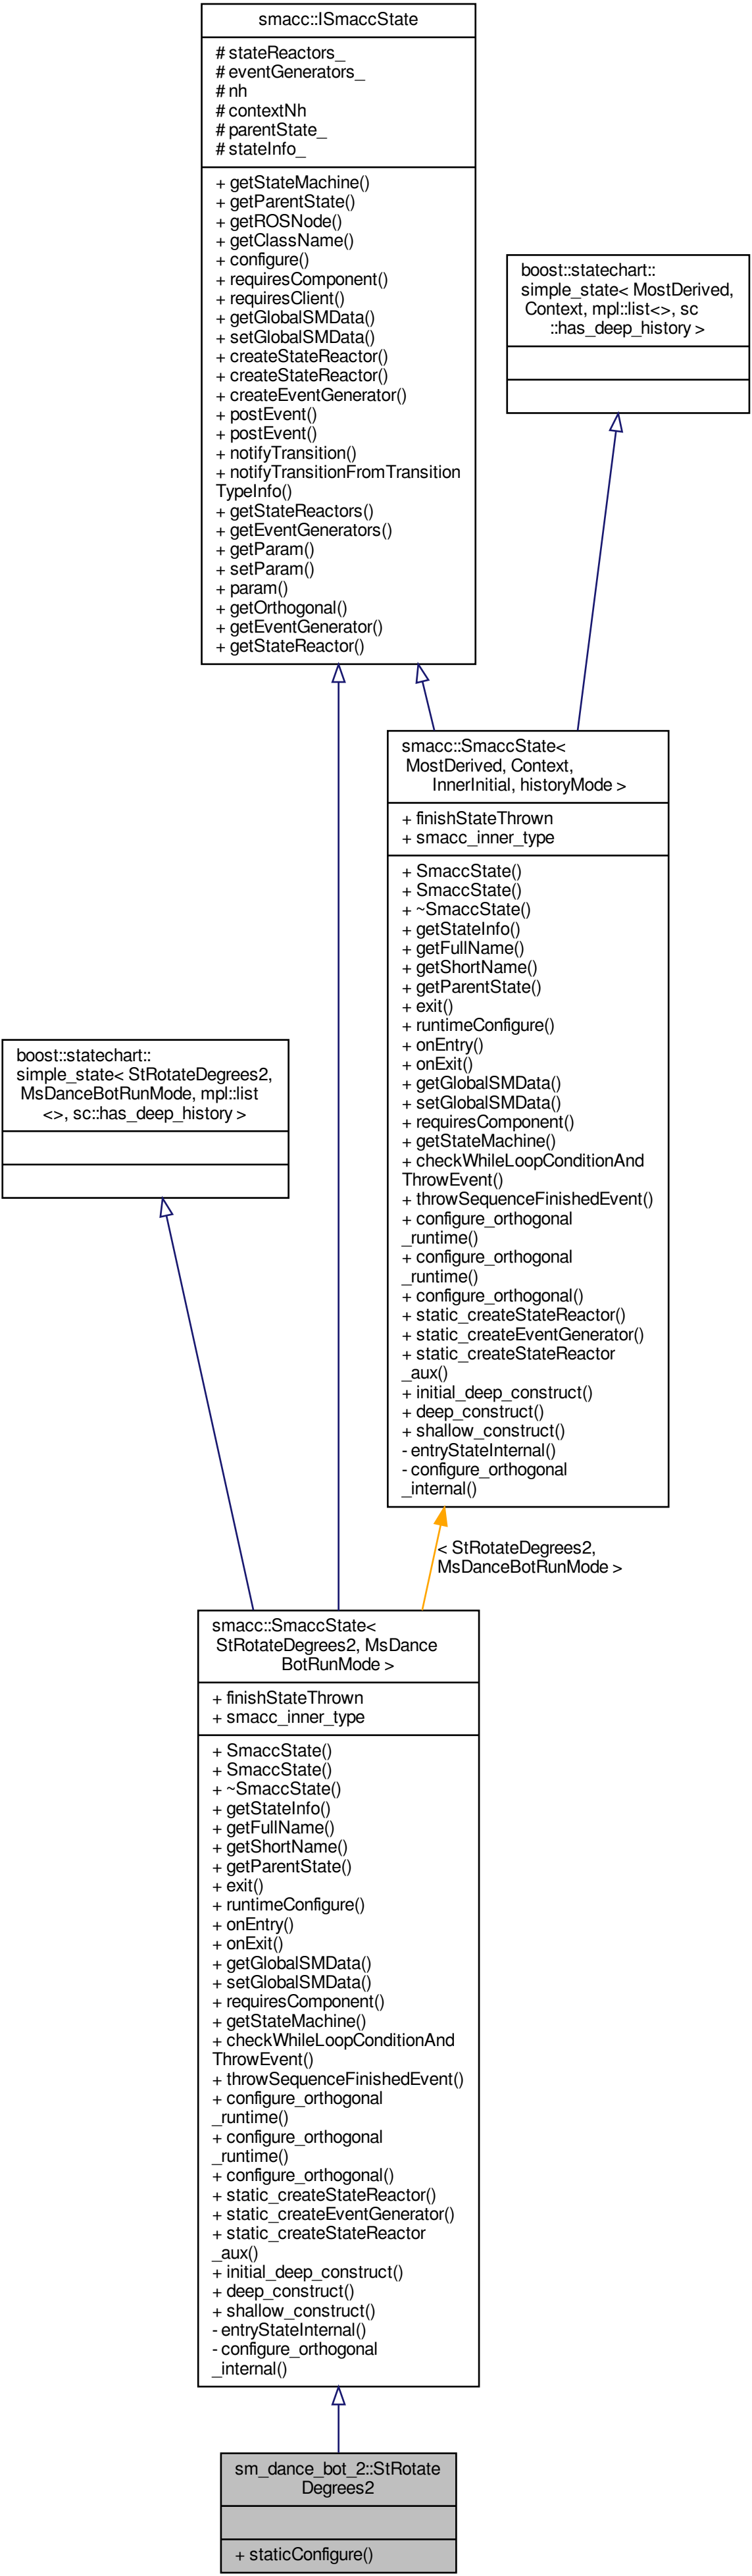 smacc::ISmaccState
# stateReactors_
# eventGenerators_
# nh
# contextNh
# parentState_
# stateInfo_
+ getStateMachine()
+ getParentState()
+ getROSNode()
+ getClassName()
+ configure()
+ requiresComponent()
+ requiresClient()
+ getGlobalSMData()
+ setGlobalSMData()
+ createStateReactor()
+ createStateReactor()
+ createEventGenerator()
+ postEvent()
+ postEvent()
+ notifyTransition()
+ notifyTransitionFromTransition
TypeInfo()
+ getStateReactors()
+ getEventGenerators()
+ getParam()
+ setParam()
+ param()
+ getOrthogonal()
+ getEventGenerator()
+ getStateReactor()
boost::statechart::
simple_state< MostDerived,
Context, mpl::list<>, sc
::has_deep_history >
smacc::SmaccState<
MostDerived, Context,
InnerInitial, historyMode >
+ finishStateThrown
+ smacc_inner_type
+ SmaccState()
+ SmaccState()
+ ~SmaccState()
+ getStateInfo()
+ getFullName()
+ getShortName()
+ getParentState()
+ exit()
+ runtimeConfigure()
+ onEntry()
+ onExit()
+ getGlobalSMData()
+ setGlobalSMData()
+ requiresComponent()
+ getStateMachine()
+ checkWhileLoopConditionAnd
ThrowEvent()
+ throwSequenceFinishedEvent()
+ configure_orthogonal
_runtime()
+ configure_orthogonal
_runtime()
+ configure_orthogonal()
+ static_createStateReactor()
+ static_createEventGenerator()
+ static_createStateReactor
_aux()
+ initial_deep_construct()
+ deep_construct()
+ shallow_construct()
- entryStateInternal()
- configure_orthogonal
_internal()
boost::statechart::
simple_state< StRotateDegrees2,
MsDanceBotRunMode, mpl::list
<>, sc::has_deep_history >
< StRotateDegrees2,
MsDanceBotRunMode >
smacc::SmaccState<
StRotateDegrees2, MsDance
BotRunMode >
+ finishStateThrown
+ smacc_inner_type
+ SmaccState()
+ SmaccState()
+ ~SmaccState()
+ getStateInfo()
+ getFullName()
+ getShortName()
+ getParentState()
+ exit()
+ runtimeConfigure()
+ onEntry()
+ onExit()
+ getGlobalSMData()
+ setGlobalSMData()
+ requiresComponent()
+ getStateMachine()
+ checkWhileLoopConditionAnd
ThrowEvent()
+ throwSequenceFinishedEvent()
+ configure_orthogonal
_runtime()
+ configure_orthogonal
_runtime()
+ configure_orthogonal()
+ static_createStateReactor()
+ static_createEventGenerator()
+ static_createStateReactor
_aux()
+ initial_deep_construct()
+ deep_construct()
+ shallow_construct()
- entryStateInternal()
- configure_orthogonal
_internal()
sm_dance_bot_2::StRotate
Degrees2
+ staticConfigure()